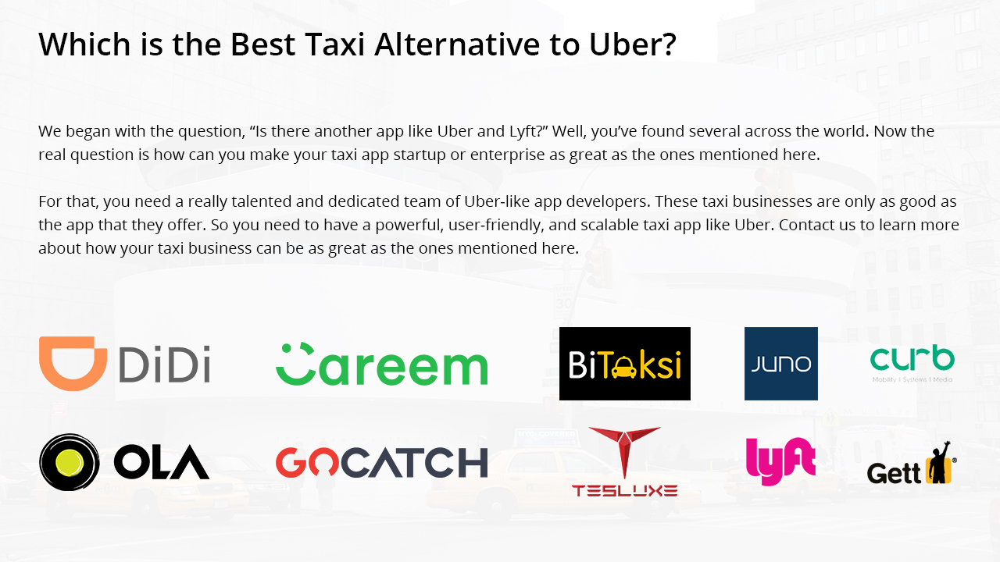 Which is the Best Taxi Alternative to Uber?
We began with the question, “Is there another app like Uber and Lyft?” Well, you’ve found several across the world. Now the
real question is how can you make your taxi app startup or enterprise as great as the ones mentioned here.
For that, you need a really talented and dedicated team of Uber-like app developers. These taxi businesses are only as good as
the app that they offer. So you need to have a powerful, user-friendly, and scalable taxi app like Uber. Contact us to learn more
about how your taxi business can be as great as the ones mentioned here.
DiDi
Careem
BiTaksi
JUNO
curb
Mobility | Systems | Media
OLA
GOCATCH
TESLUXE
lyft
Gett®